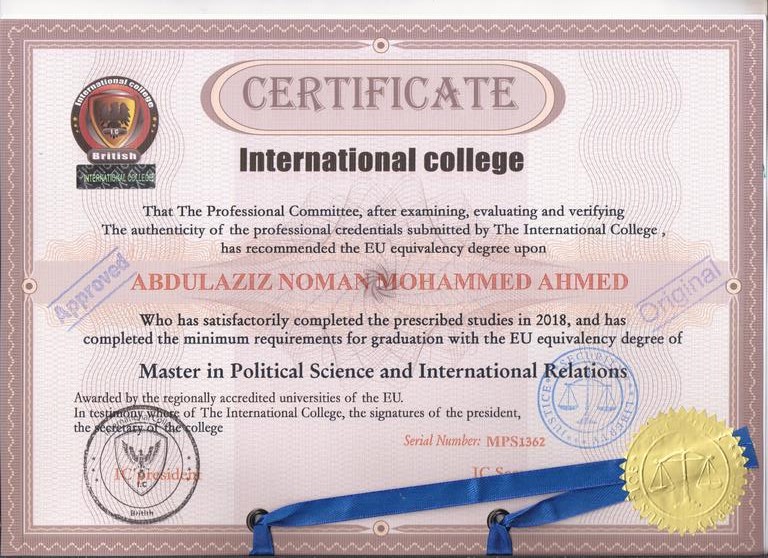 CERTIFICATE
International college
I.C
British
INTERNATIONAL COLLEGE
International college
That The Professional Committee, after examining, evaluating and verifying
The authenticity of the professional credentials submitted by The International College ,
has recommended the EU equivalency degree upon
Approved
ABDULAZIZ NOMAN MOHAMMED AHMED
Original
Who has satisfactorily completed the prescribed studies in 2018, and has
completed the minimum requirements for graduation with the EU equivalency degree of
Master in Political Science and International Relations
Awarded by the regionally accredited universities of the EU.
In testimony where of The International College, the signatures of the president,
the secretary of the college
SECURITY
JUSTICE
LIBERTY
Serial Number: MPS1362
IC president
I.C
British
IC